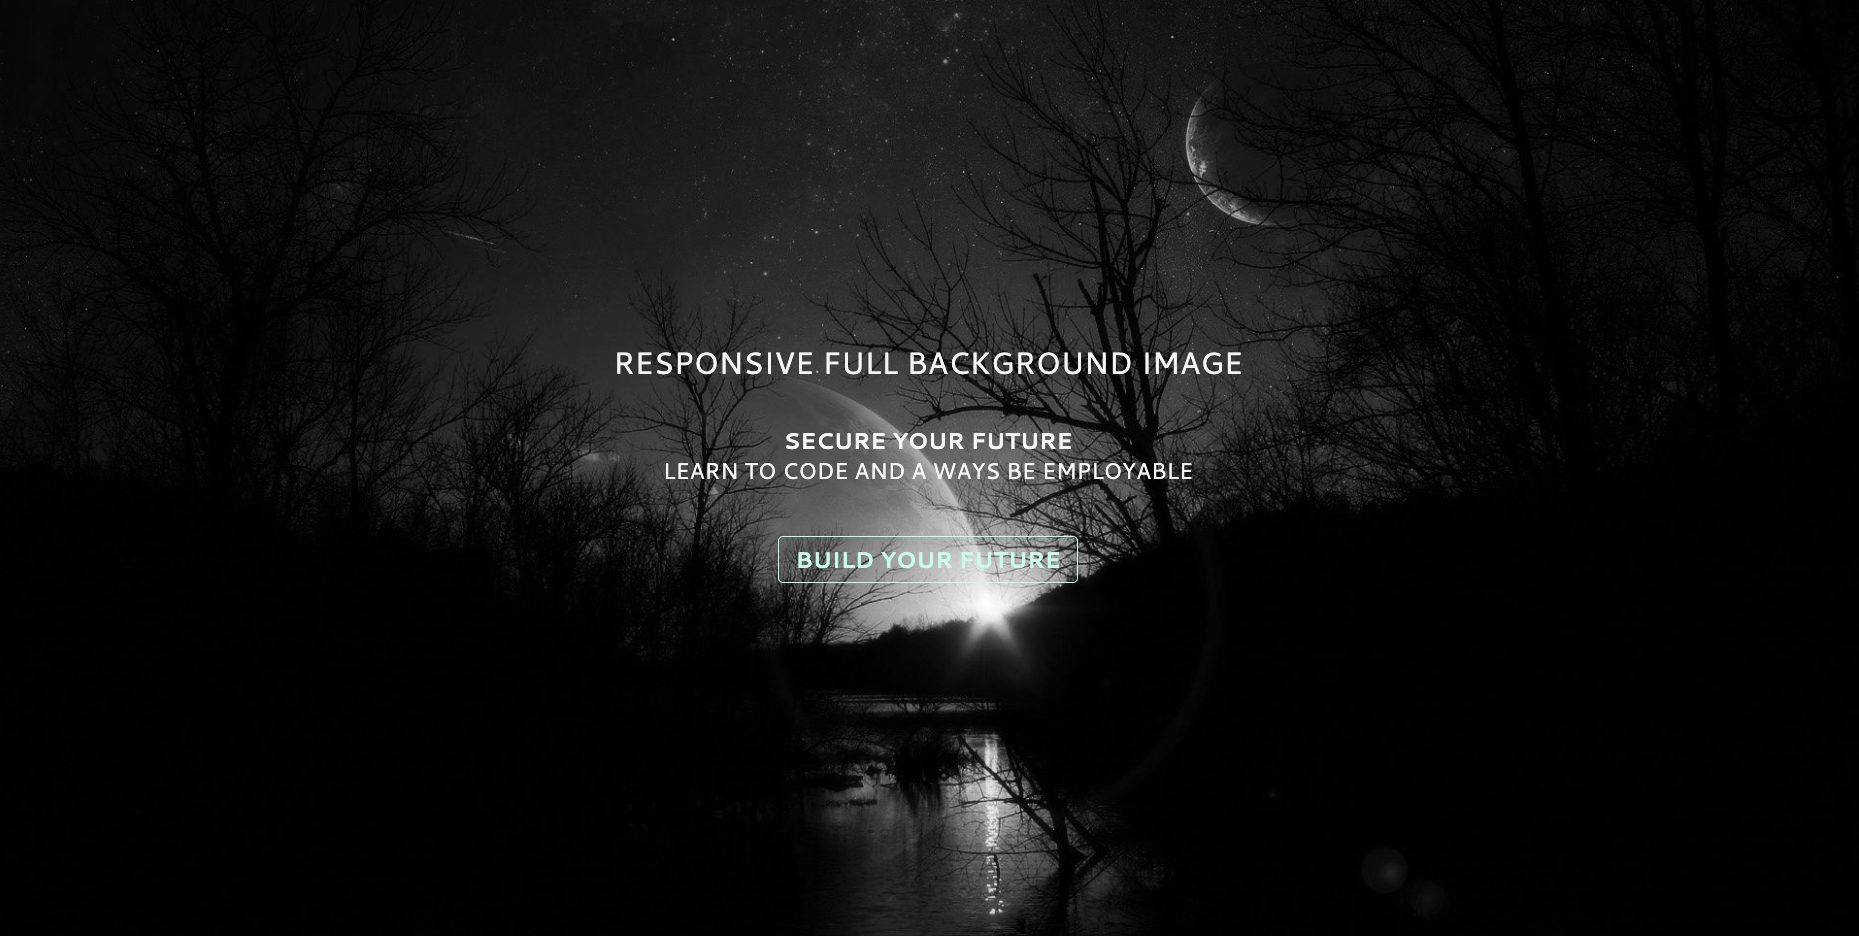 RESPONSIVE FULL BACKGROUND IMAGE
SECURE YOUR FUTURE
LEARN TO CODE AND A WAYS BE EMPLOYABLE
BUILD YOUR FUTURE